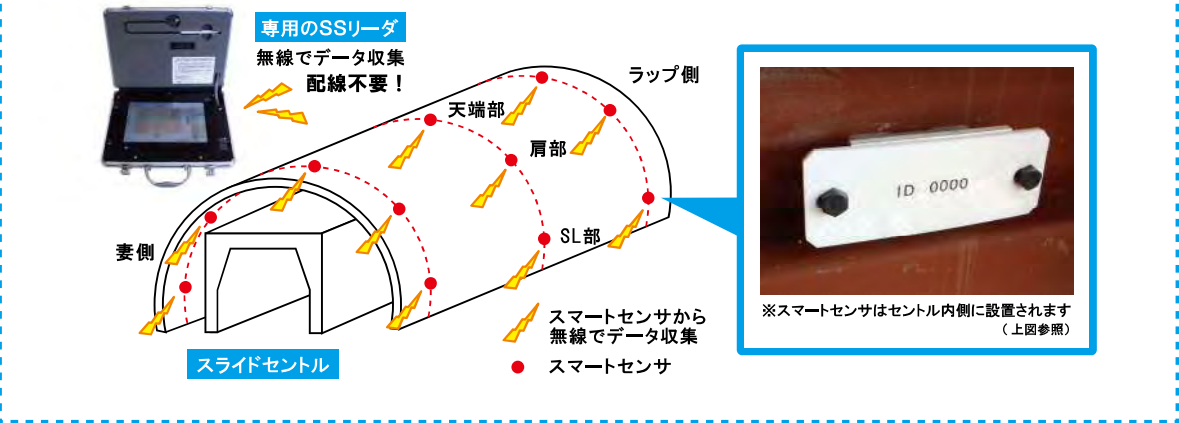 専用のSSリーダ
無線でデータ収集
配線不要！
ラップ側
天端部
肩部
SL部
妻側
スライドセントル
スマートセンサから
無線でデータ収集
スマートセンサ
ID 0000
※スマートセンサはセントル内側に設置されます
（上図参照）